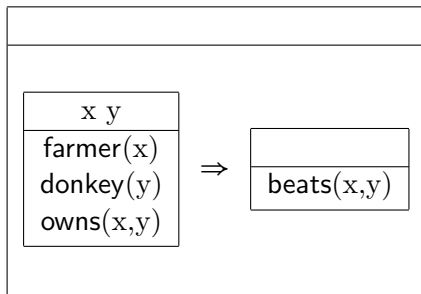 x y
farmer(x)
donkey(y)
owns(x,y)
⇒
beats(x,y)